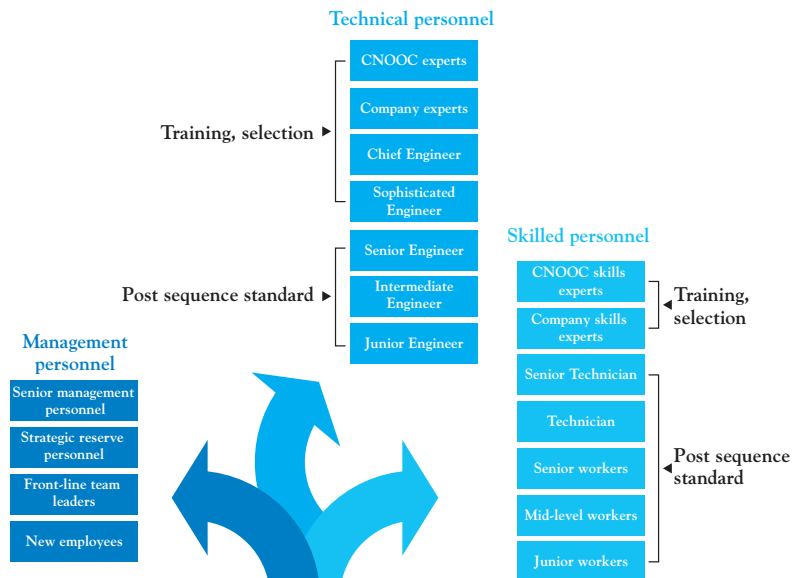 Technical personnel
CNOOC experts
Company experts
Training, selection
Chief Engineer
Sophisticated
Engineer
Senior Engineer
Post sequence standard
Intermediate
Engineer
Junior Engineer
Skilled personnel
CNOOC skills
experts
Training,
selection
Company skills
experts
Senior Technician
Technician
Post sequence
standard
Senior workers
Mid-level workers
Junior workers
Management
personnel
Senior management
personnel
Strategic reserve
personnel
Front-line team
leaders
New employees